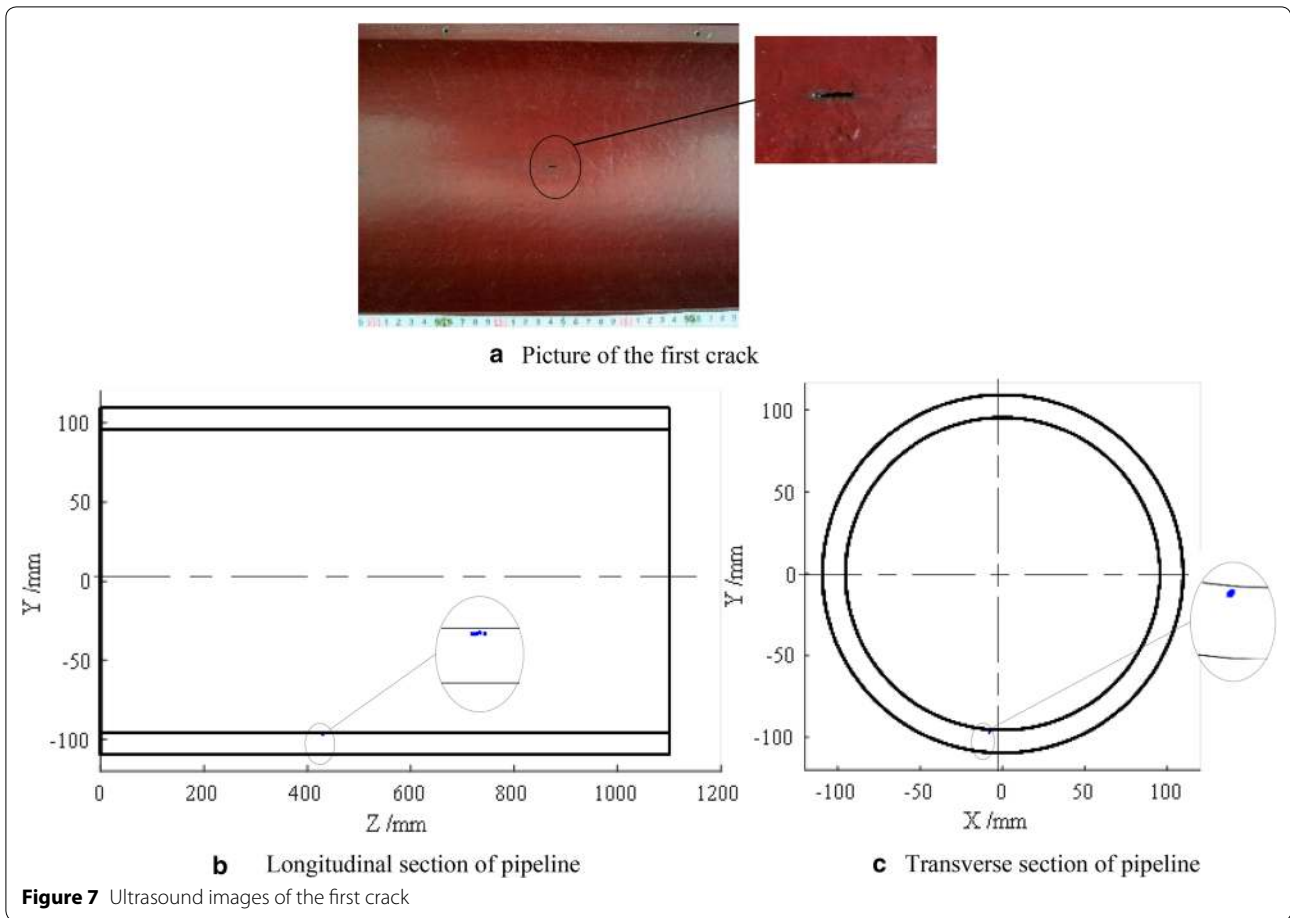 a Picture of the first crack
100
50
0
-50
-100
Y /mm
0 200 400 600 800 1000 1200
Z /mm
b Longitudinal section of pipeline
100
50
0
-50
-100
Y /mm
-100 -50 0 50 100
X /mm
c Transverse section of pipeline
Figure 7 Ultrasound images of the first crack